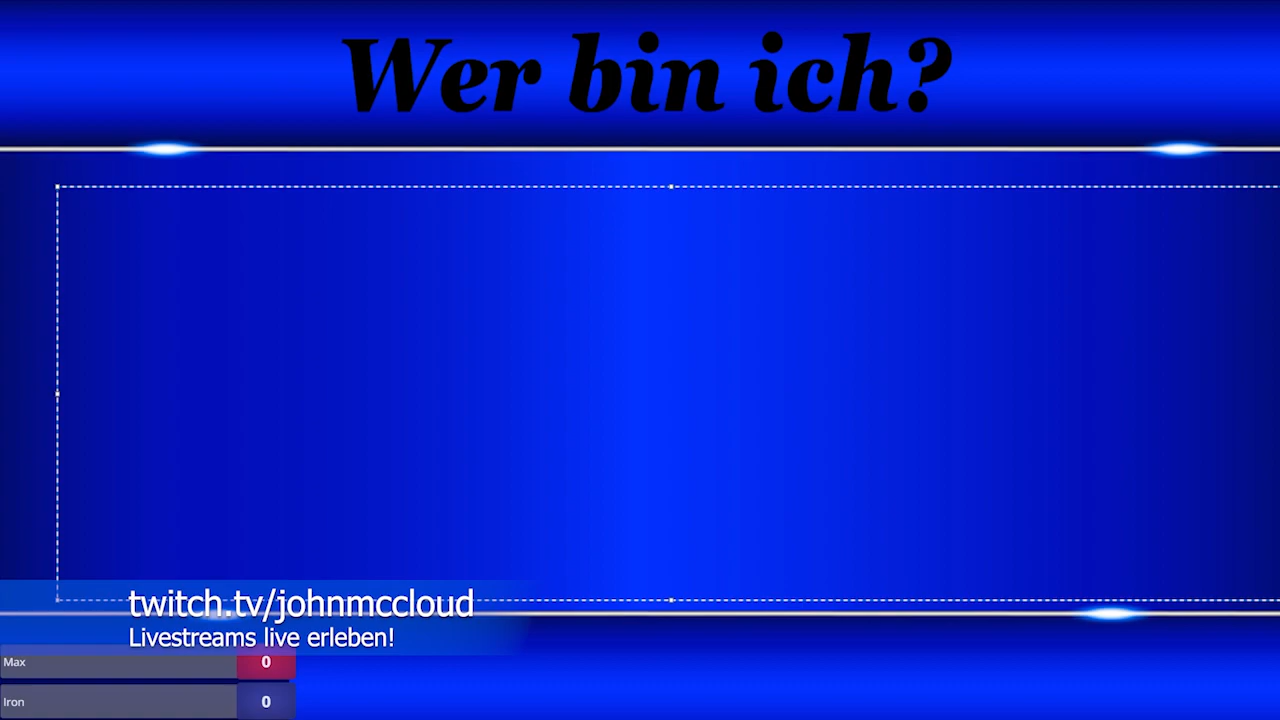 Wer bin ich?
twitch.tv/johnmccloud
Livestreams live erleben!
Max 0
Iron 0